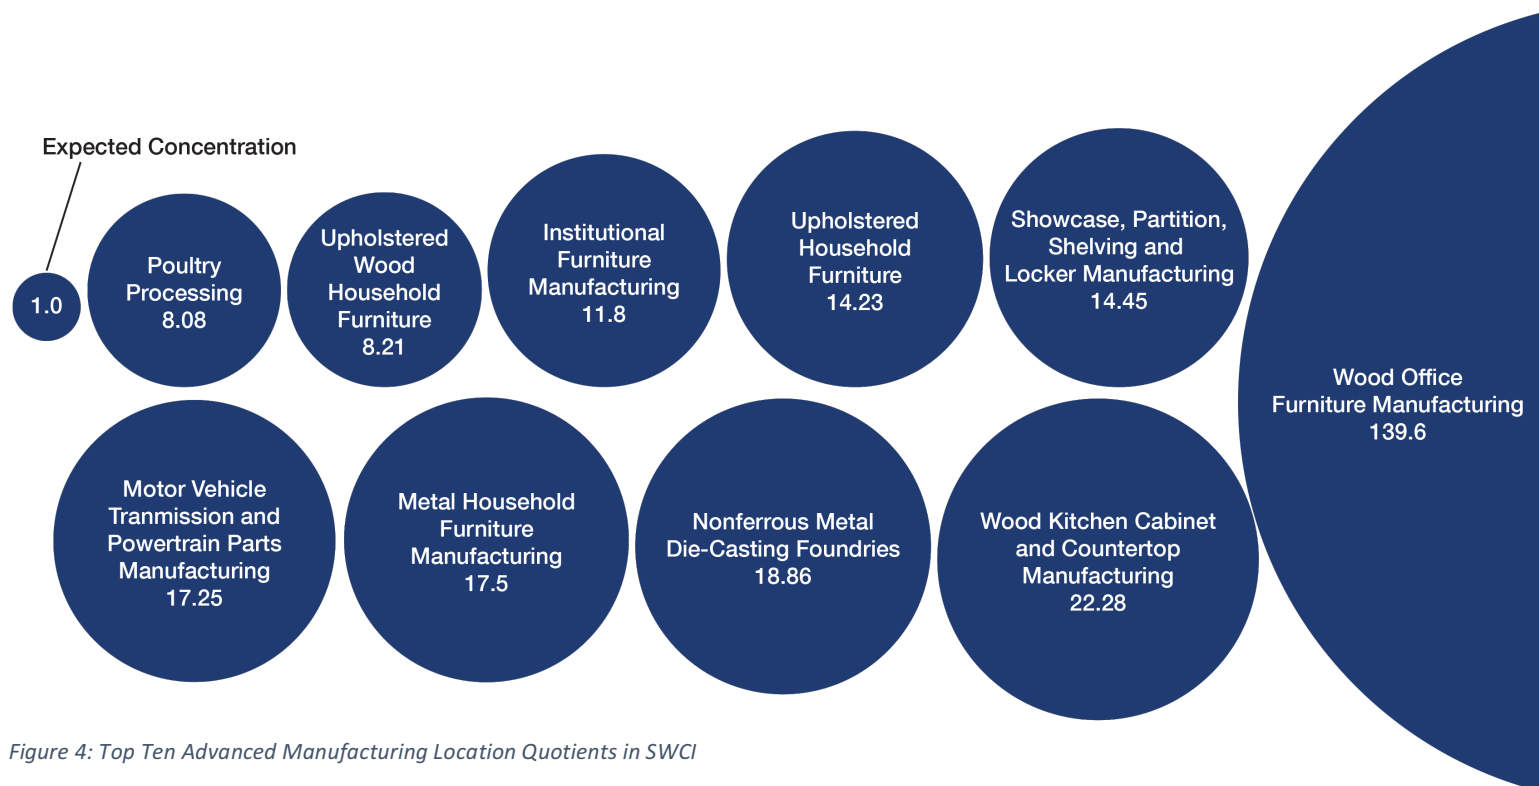 Expected Concentration
1.0
Poultry
Processing
8.08
Upholstered
Wood
Household
Furniture
8.21
Institutional
Furniture
Manufacturing
11.8
Upholstered
Household
Furniture
14.23
Showcase, Partition,
Shelving and
Locker Manufacturing
14.45
Wood Office
Furniture Manufacturing
139.6
Motor Vehicle
Tranmission and
Powertrain Parts
Manufacturing
17.25
Metal Household
Furniture
Manufacturing
17.5
Nonferrous Metal
Die-Casting Foundries
18.86
Wood Kitchen Cabinet
and Countertop
Manufacturing
22.28
Figure 4: Top Ten Advanced Manufacturing Location Quotients in SWCI